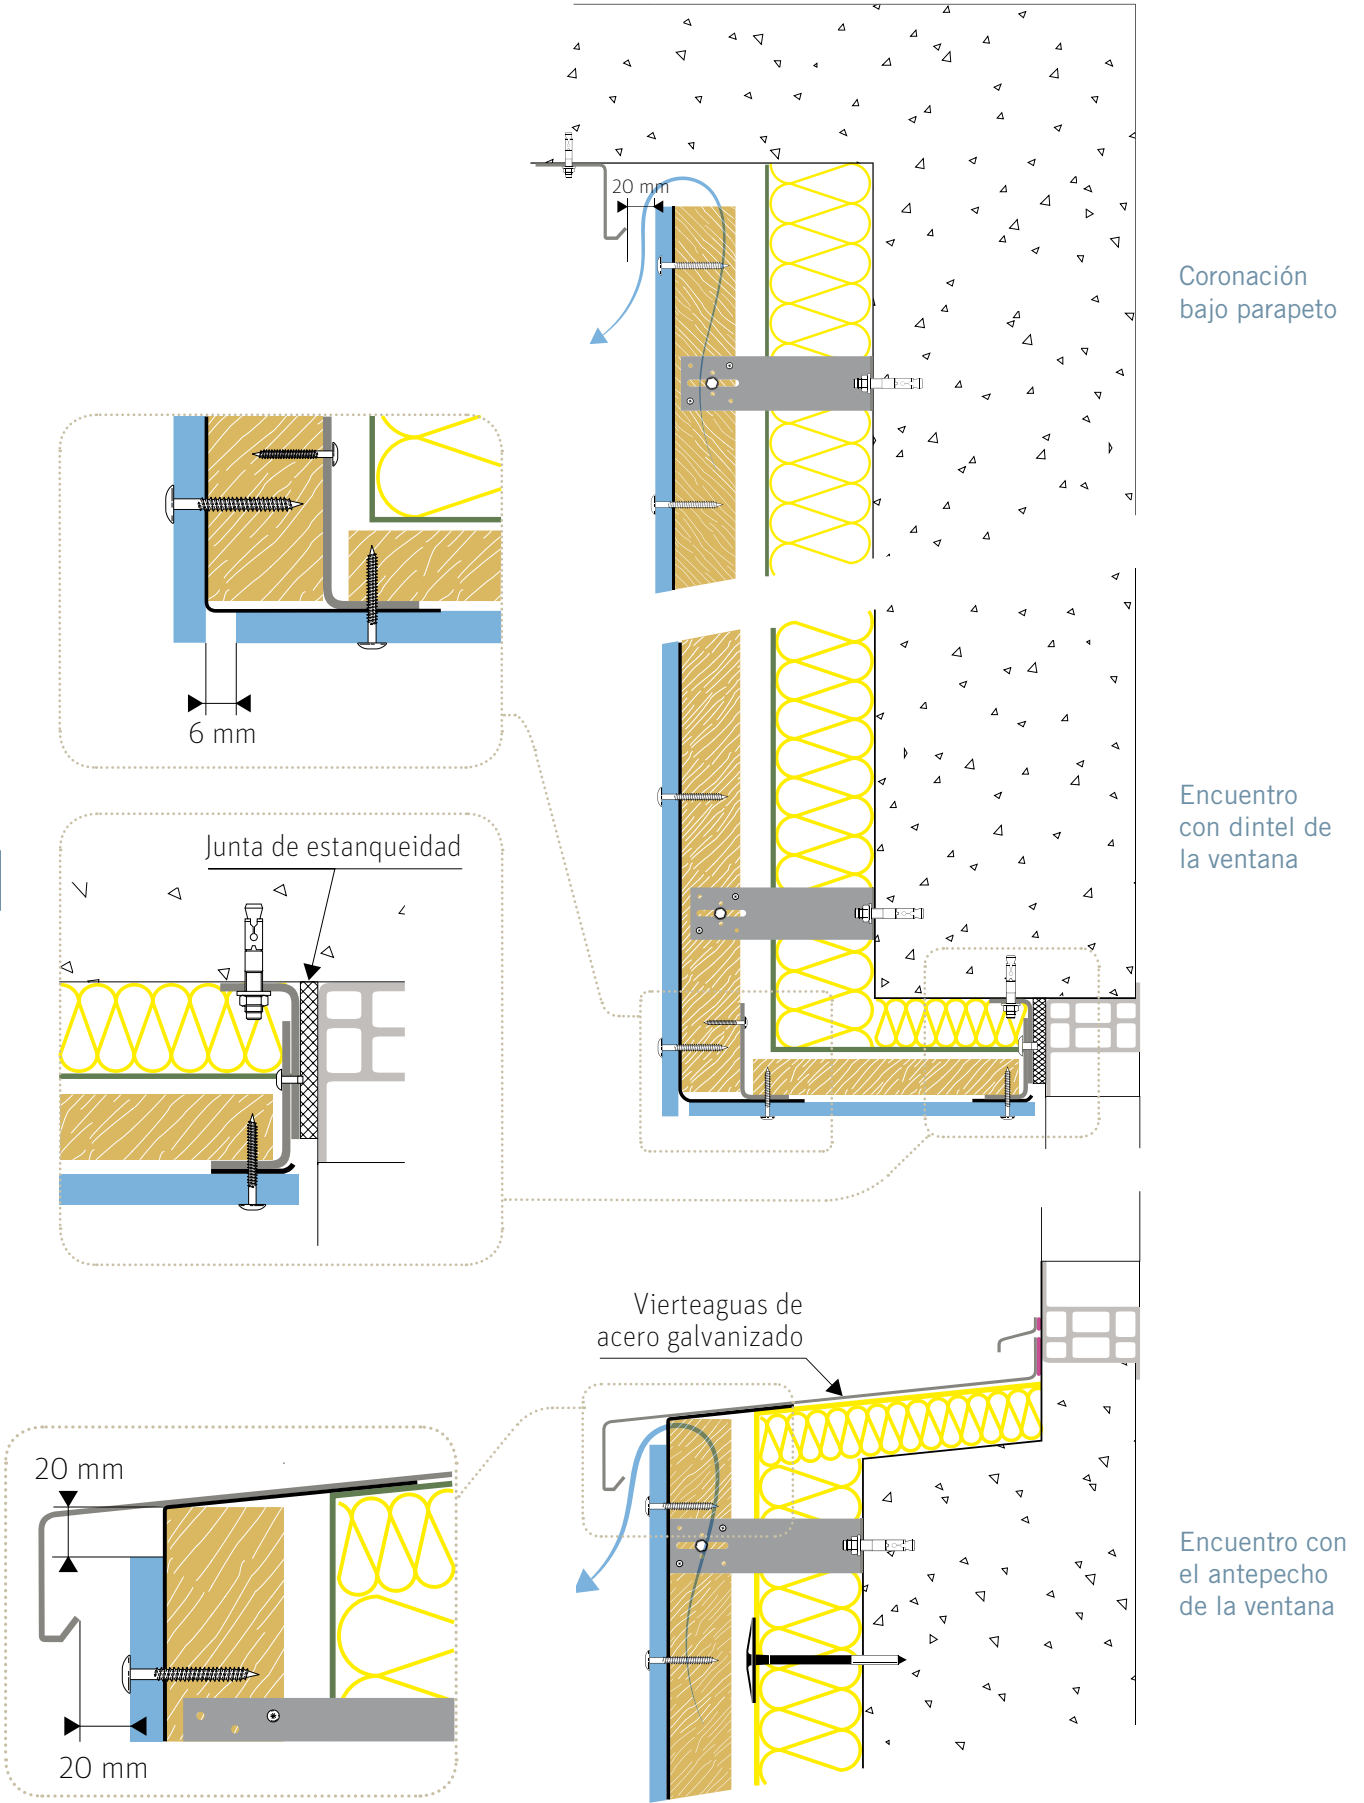 20 mm
Coronación
bajo parapeto
6 mm
Encuentro
con dintel de
la ventana
Junta de estanqueidad
Vierteaguas de
acero galvanizado
20 mm
20 mm
Encuentro con
el antepecho
de la ventana